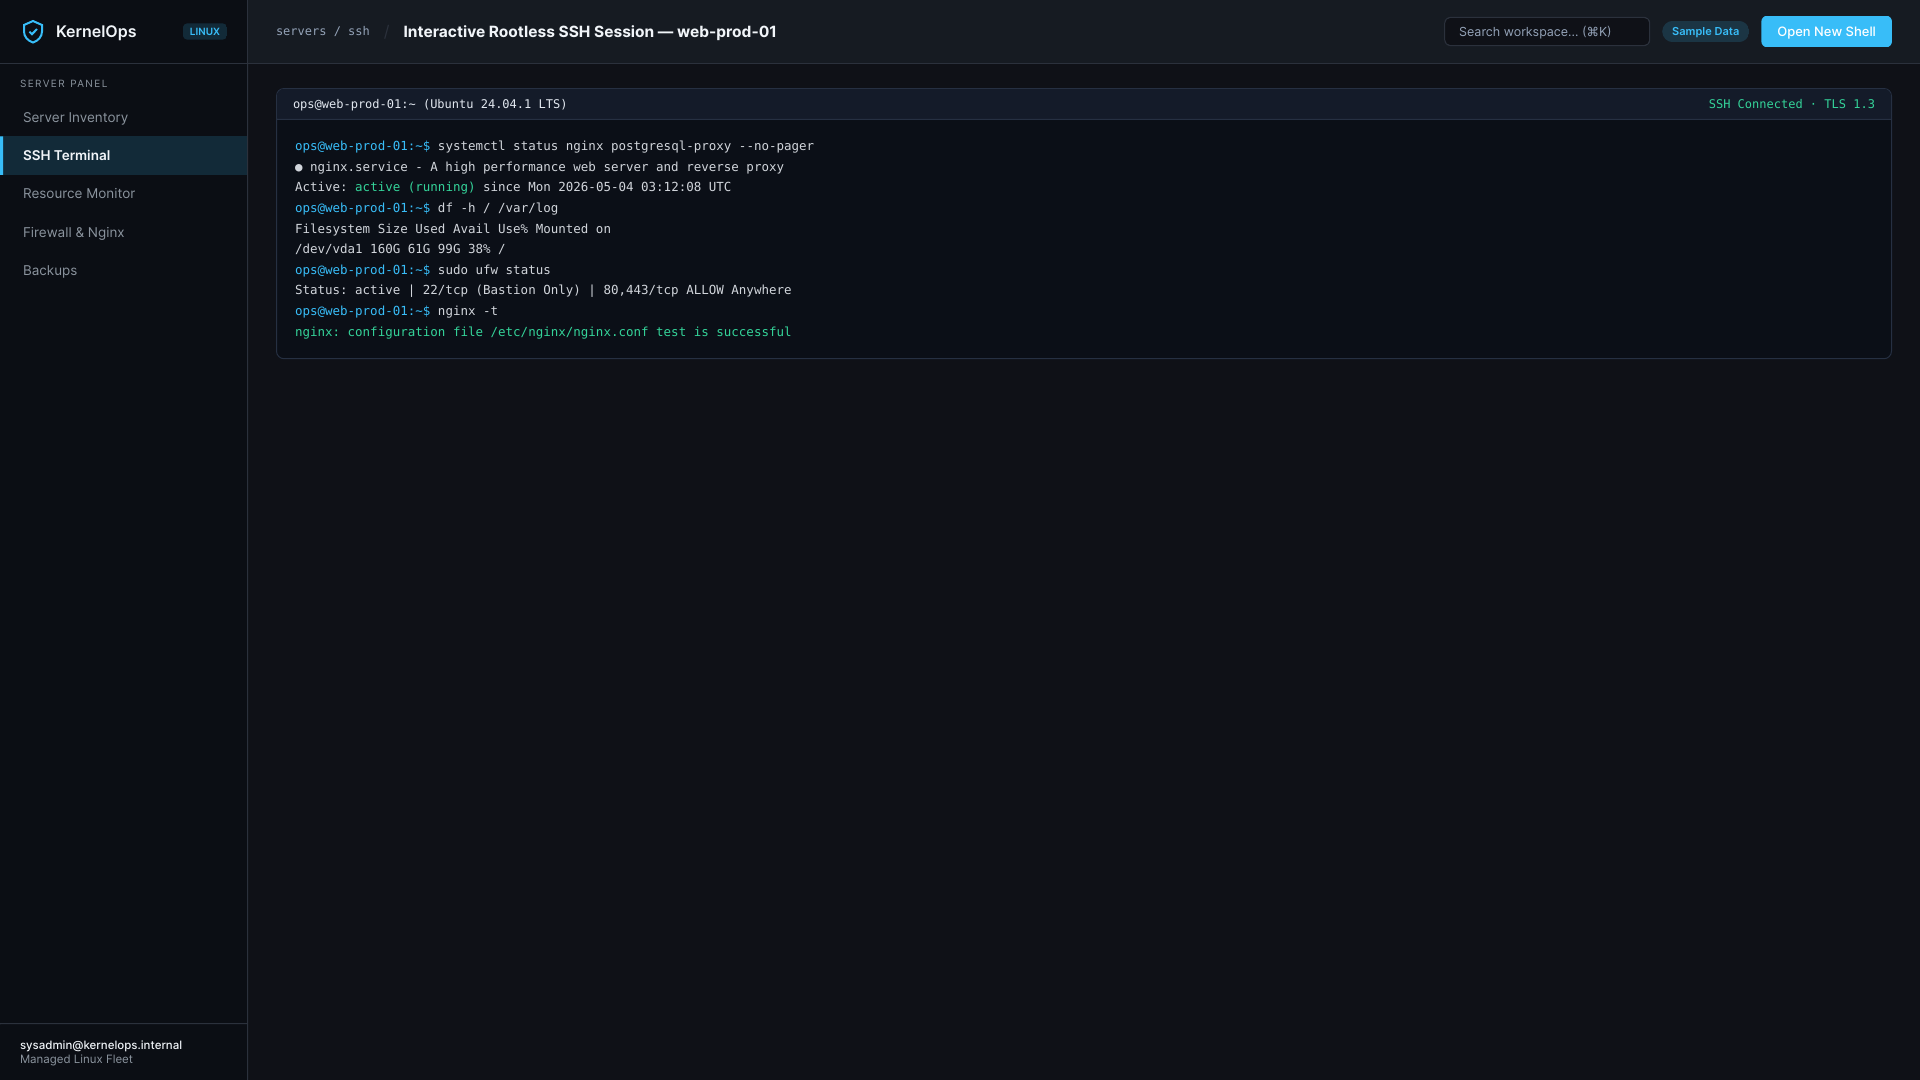 KernelOps
LINUX
servers / ssh / Interactive Rootless SSH Session — web-prod-01
Search workspace... (⌘K)
Sample Data
Open New Shell
SERVER PANEL
Server Inventory
SSH Terminal
Resource Monitor
Firewall & Nginx
Backups
ops@web-prod-01:~ (Ubuntu 24.04.1 LTS)
SSH Connected · TLS 1.3
ops@web-prod-01:~$ systemctl status nginx postgresql-proxy --no-pager
● nginx.service - A high performance web server and reverse proxy
Active: active (running) since Mon 2026-05-04 03:12:08 UTC
ops@web-prod-01:~$ df -h / /var/log
Filesystem Size Used Avail Use% Mounted on
/dev/vda1 160G 61G 99G 38% /
ops@web-prod-01:~$ sudo ufw status
Status: active | 22/tcp (Bastion Only) | 80,443/tcp ALLOW Anywhere
ops@web-prod-01:~$ nginx -t
nginx: configuration file /etc/nginx/nginx.conf test is successful
sysadmin@kernelops.internal
Managed Linux Fleet